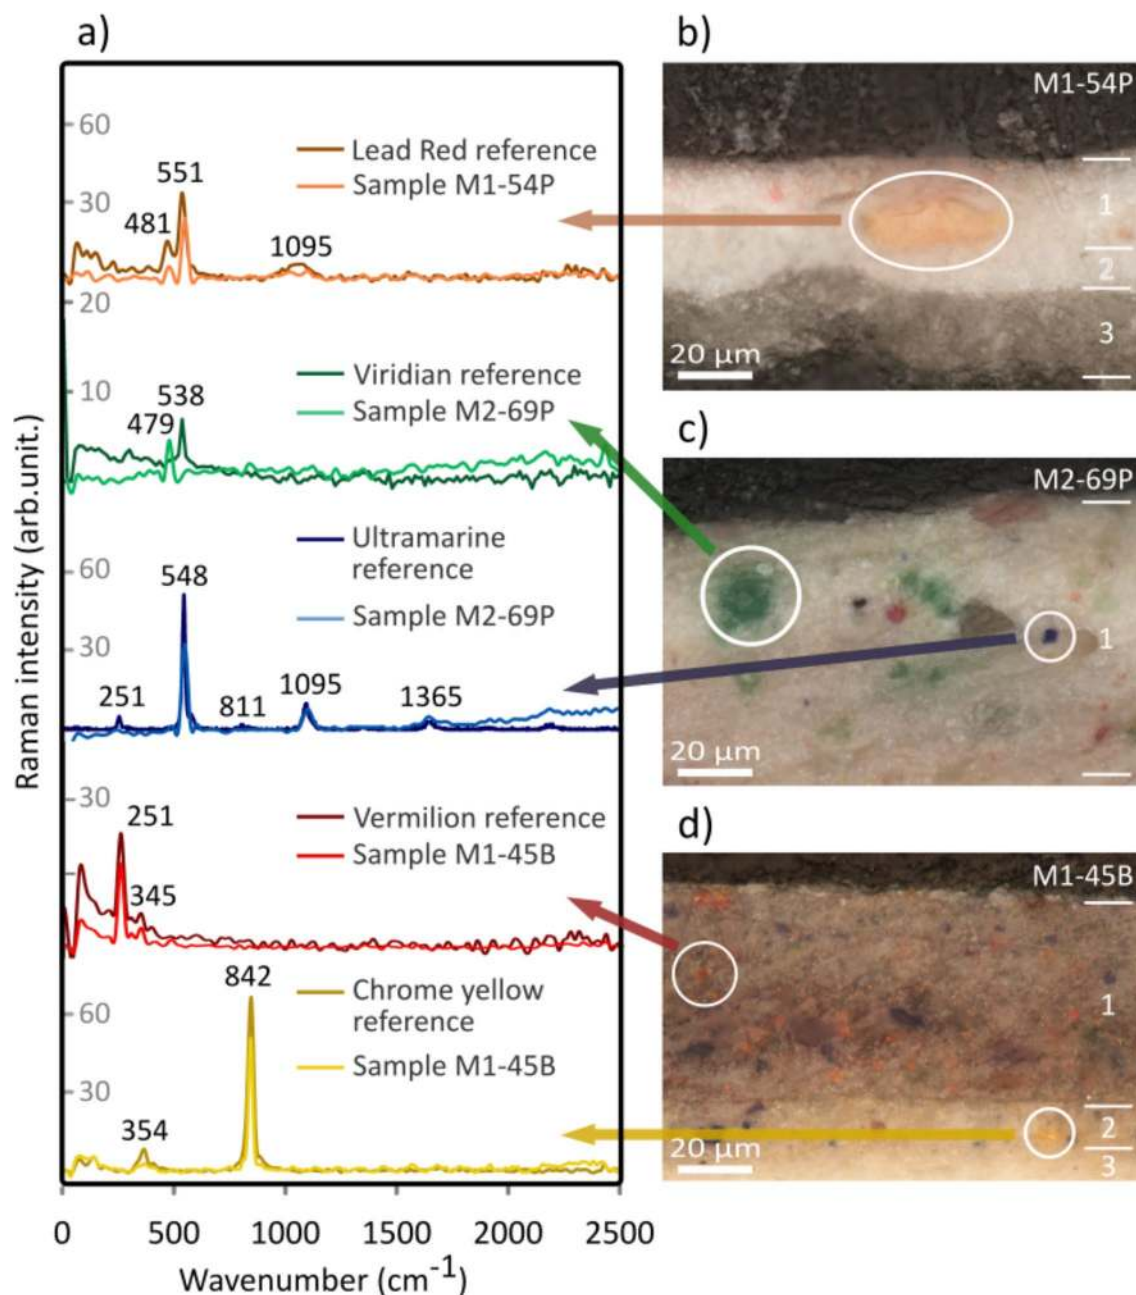 a)
Raman intensity (arb.unit.)
60
30
Lead Red reference
Sample M1-54P
551
481
1095
20
10
Viridian reference
Sample M2-69P
538
479
60
30
Ultramarine
reference
Sample M2-69P
548
251
811
1095
1365
30
Vermilion reference
Sample M1-45B
251
345
60
30
Chrome yellow
reference
Sample M1-45B
842
354
0 500 1000 1500 2000 2500
Wavenumber (cm-1)
b)
M1-54P
1
2
3
20 μm
c)
M2-69P
1
20 μm
d)
M1-45B
1
2
3
20 μm